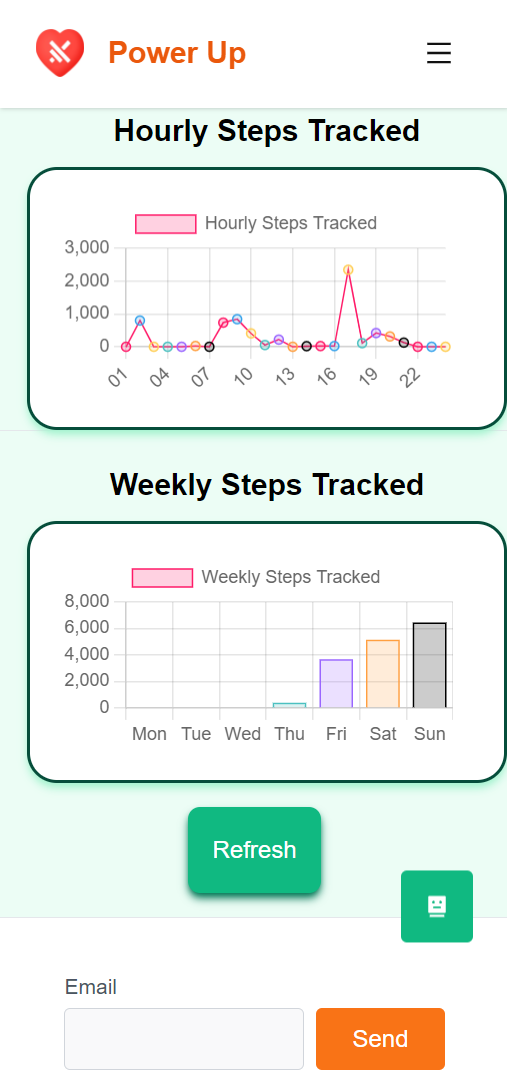 Power Up
Hourly Steps Tracked
Hourly Steps Tracked
3,000
2,000
1,000
0
01 04 07 10 13 16 19 22
Weekly Steps Tracked
Weekly Steps Tracked
8,000
6,000
4,000
2,000
0
Mon Tue Wed Thu Fri Sat Sun
Refresh
Email
Send